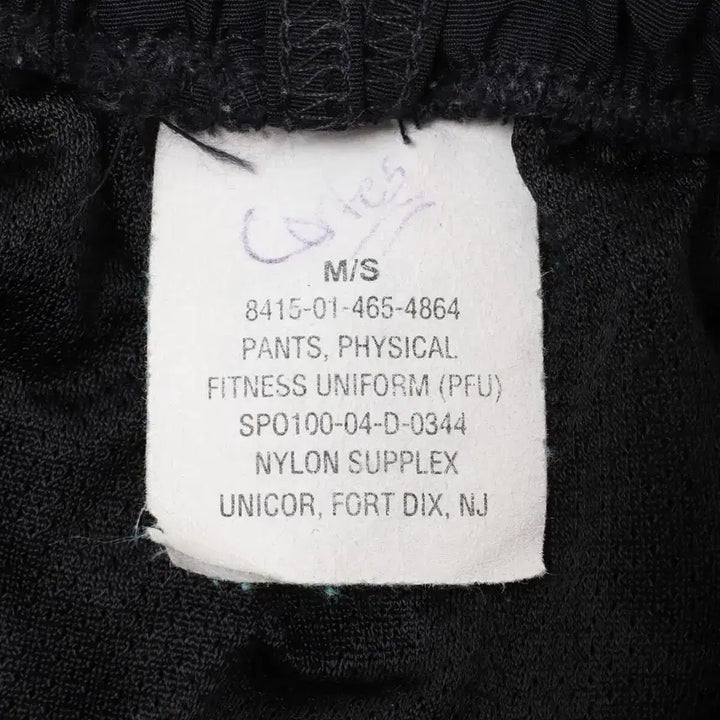 Cortes
M/S
8415-01-465-4864
PANTS, PHYSICAL
FITNESS UNIFORM (PFU)
SPO100-04-D-0344
NYLON SUPPLEX
UNICOR, FORT DIX, NJ